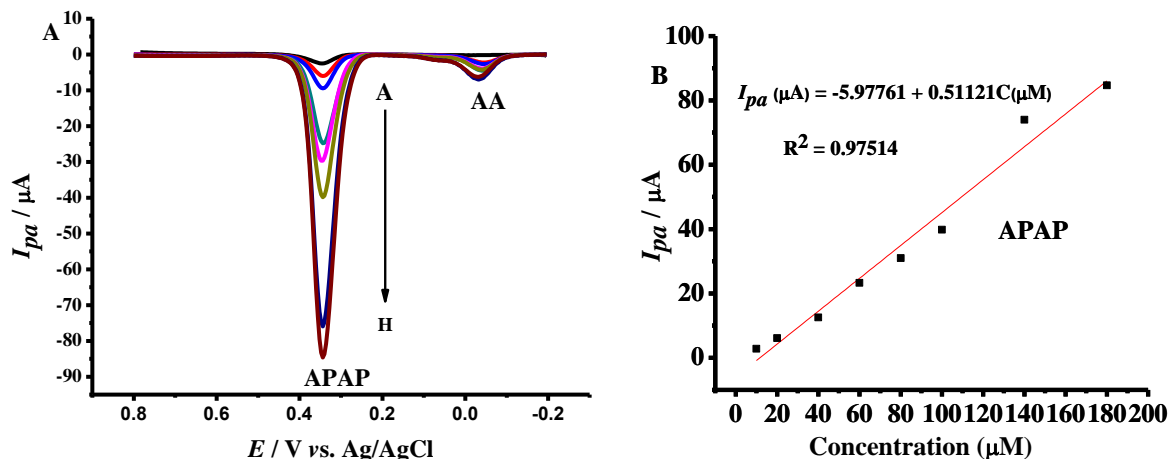 A
10
0
-10
-20
-30
-40
-50
-60
-70
-80
-90
I_pa / μA
A
AA
H
APAP
0.8 0.6 0.4 0.2 0.0 -0.2
E / V vs. Ag/AgCl
B
100
80
60
40
20
0
I_pa / μA
I_pa (μA) = -5.97761 + 0.51121C(μM)
R² = 0.97514
APAP
0 20 40 60 80 100 120 140 160 180 200
Concentration (μM)